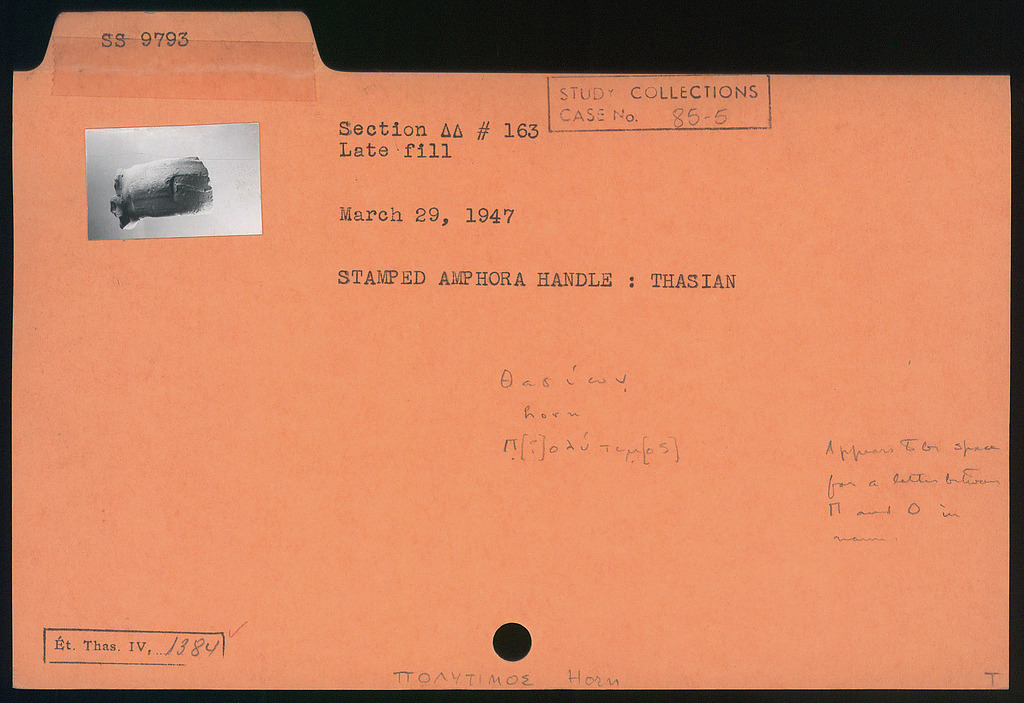 SS 9793
STUDY COLLECTIONS
CASE No. 85-5
Section ΔΔ # 163
Late fill
March 29, 1947
STAMPED AMPHORA HANDLE : THASIAN
Θασίων
horn
Π[?]ολύτιμ[ος]
Appears to be space
for a letter between
Π and Ο in
name.
Ét. Thas. IV, 1384
ΠΟΛΥΤΙΜΟΣ Horn
T